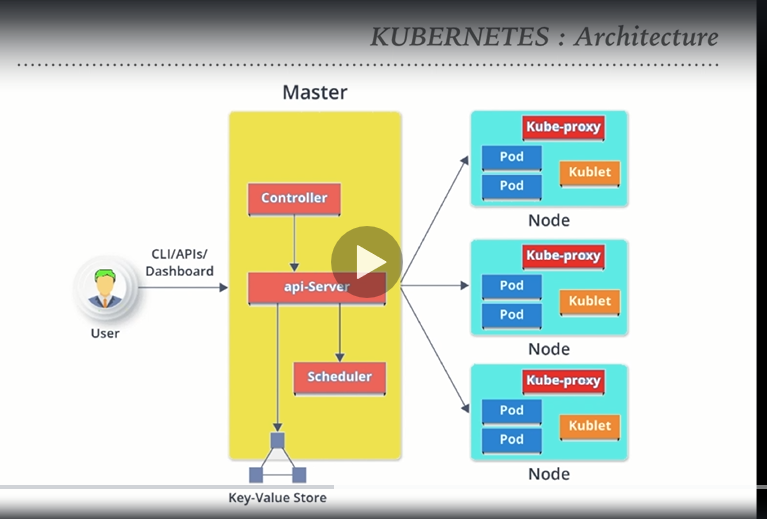 KUBERNETES : Architecture
Master
Controller
CLI/APIs/
Dashboard
api-Server
User
Scheduler
Key-Value Store
Kube-proxy
Pod
Pod
Kublet
Node
Kube-proxy
Pod
Pod
Kublet
Node
Kube-proxy
Pod
Pod
Kublet
Node